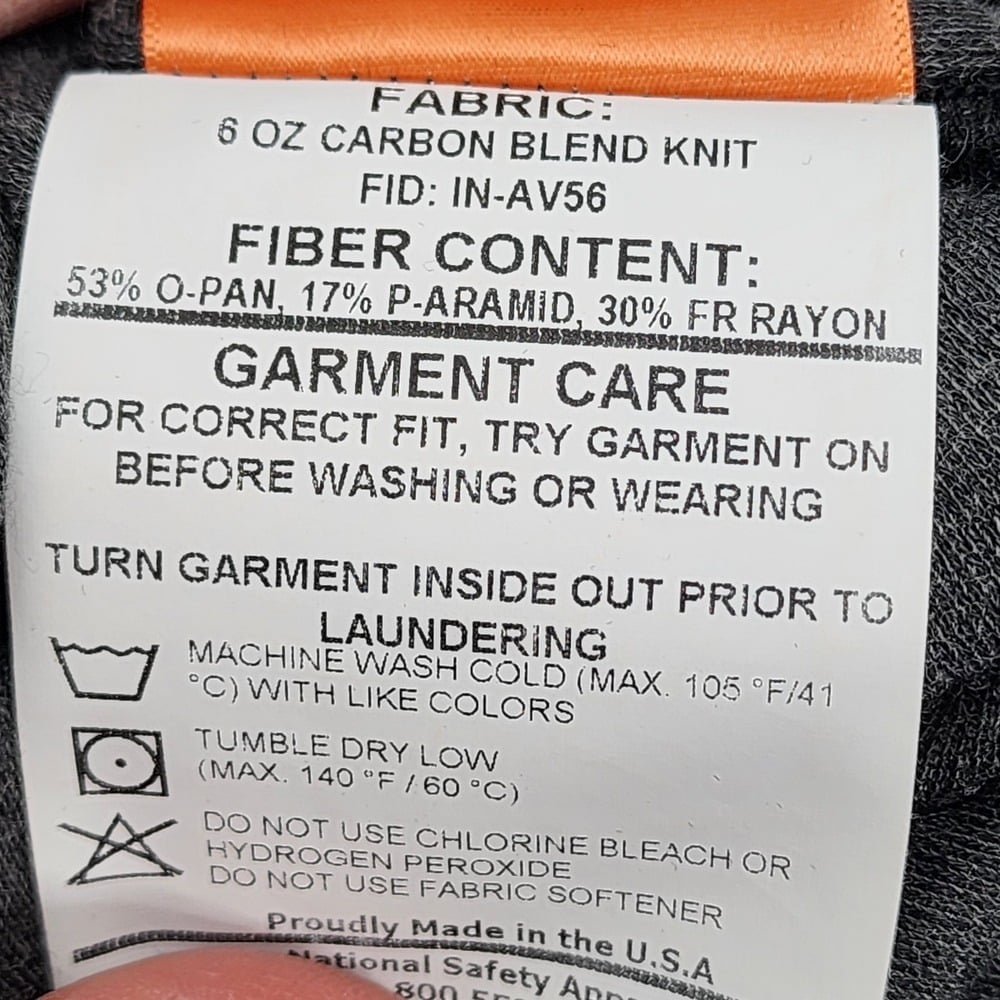 FABRIC:
6 OZ CARBON BLEND KNIT
FID: IN-AV56
FIBER CONTENT:
53% O-PAN, 17% P-ARAMID, 30% FR RAYON
GARMENT CARE
FOR CORRECT FIT, TRY GARMENT ON
BEFORE WASHING OR WEARING
TURN GARMENT INSIDE OUT PRIOR TO
LAUNDERING
MACHINE WASH COLD (MAX. 105 °F/41
°C) WITH LIKE COLORS
TUMBLE DRY LOW
(MAX. 140 °F / 60 °C)
DO NOT USE CHLORINE BLEACH OR
HYDROGEN PEROXIDE
DO NOT USE FABRIC SOFTENER
Proudly Made in the U.S.A
National Safety
800